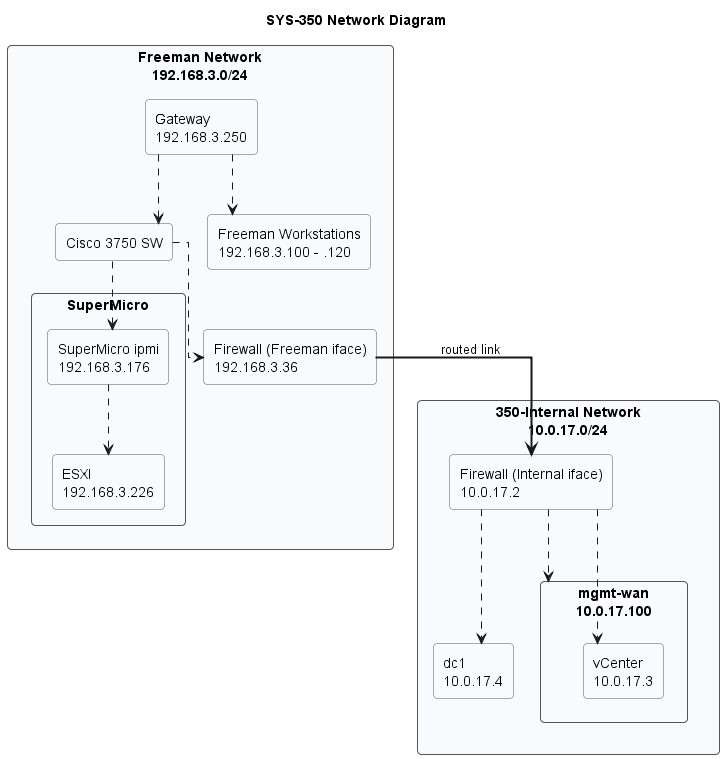 SYS-350 Network Diagram
Freeman Network
192.168.3.0/24
Gateway
192.168.3.250
Cisco 3750 SW
Freeman Workstations
192.168.3.100 - .120
SuperMicro
SuperMicro ipmi
192.168.3.176
Firewall (Freeman iface)
192.168.3.36
routed link
ESXI
192.168.3.226
350-Internal Network
10.0.17.0/24
Firewall (Internal iface)
10.0.17.2
mgmt-wan
10.0.17.100
dc1
10.0.17.4
vCenter
10.0.17.3